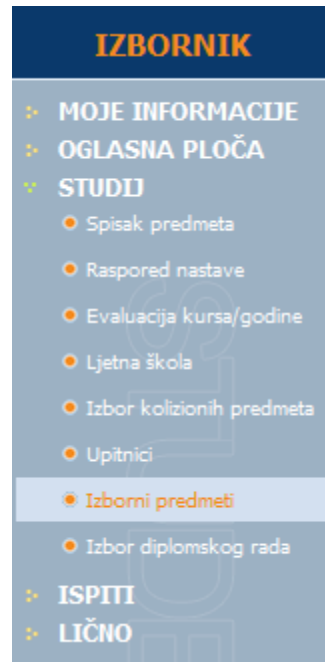 IZBORNIK
MOJE INFORMACIJE
OGLASNA PLOČA
STUDIJ
Spisak predmeta
Raspored nastave
Evaluacija kursa/godine
Ljetna škola
Izbor kolizionih predmeta
Upitnici
Izborni predmeti
Izbor diplomskog rada
ISPITI
LIČNO